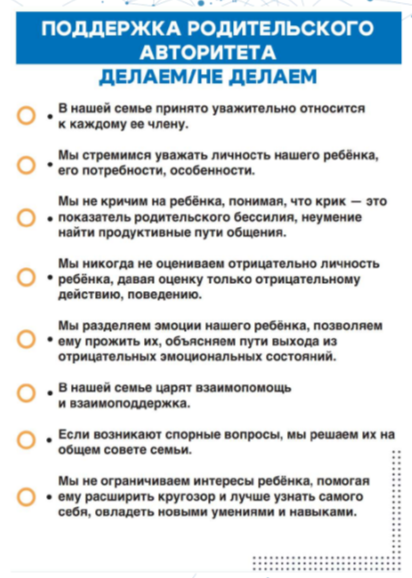 ПОДДЕРЖКА РОДИТЕЛЬСКОГО
АВТОРИТЕТА
ДЕЛАЕМ/НЕ ДЕЛАЕМ
• В нашей семье принято уважительно относится
к каждому ее члену.
• Мы стремимся уважать личность нашего ребёнка,
его потребности, особенности.
Мы не кричим на ребёнка, понимая, что крик — это
• показатель родительского бессилия, неумение
найти продуктивные пути общения.
Мы никогда не оцениваем отрицательно личность
• ребёнка, давая оценку только отрицательному
действию, поведению.
Мы разделяем эмоции нашего ребёнка, позволяем
• ему прожить их, объясняем пути выхода из
отрицательных эмоциональных состояний.
• В нашей семье царят взаимопомощь
и взаимоподдержка.
• Если возникают спорные вопросы, мы решаем их на
общем совете семьи.
Мы не ограничиваем интересы ребёнка, помогая
• ему расширить кругозор и лучше узнать самого
себя, овладеть новыми умениями и навыками.